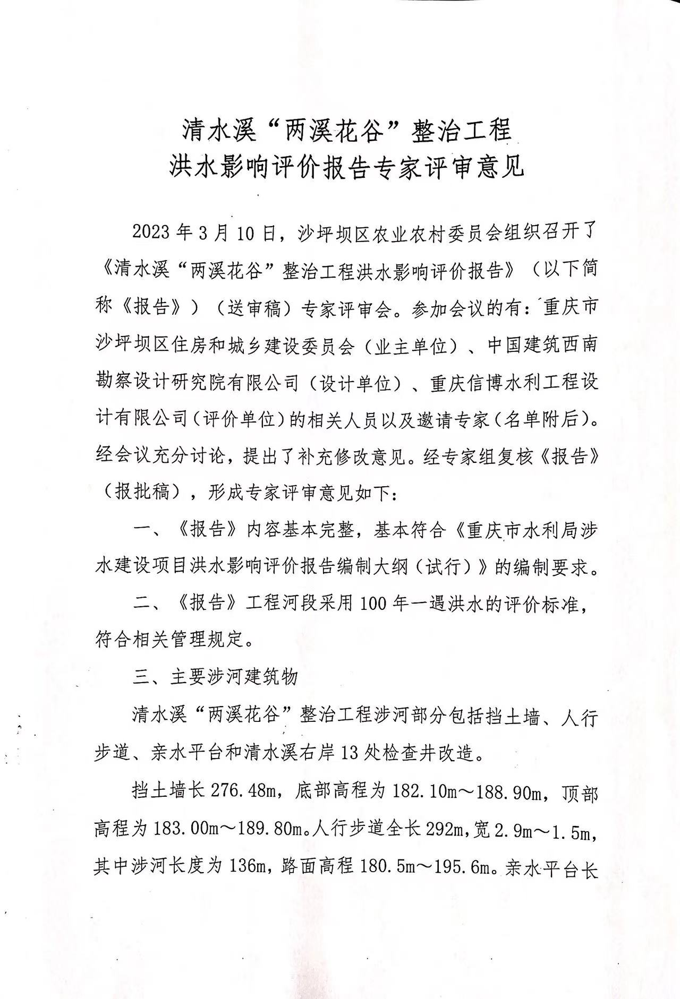 清水溪“两溪花谷”整治工程
洪水影响评价报告专家评审意见
2023年3月10日，沙坪坝区农业农村委员会组织召开了
《清水溪“两溪花谷”整治工程洪水影响评价报告》（以下简
称《报告》）（送审稿）专家评审会。参加会议的有：重庆市
沙坪坝区住房和城乡建设委员会（业主单位）、中国建筑西南
勘察设计研究院有限公司（设计单位）、重庆信博水利工程设
计有限公司（评价单位）的相关人员以及邀请专家（名单附后）。
经会议充分讨论，提出了补充修改意见。经专家组复核《报告》
（报批稿），形成专家评审意见如下：
一、《报告》内容基本完整，基本符合《重庆市水利局涉
水建设项目洪水影响评价报告编制大纲（试行）》的编制要求。
二、《报告》工程河段采用100年一遇洪水的评价标准，
符合相关管理规定。
三、主要涉河建筑物
清水溪“两溪花谷”整治工程涉河部分包括挡土墙、人行
步道、亲水平台和清水溪右岸13处检查井改造。
挡土墙长276.48m，底部高程为182.10m～188.90m，顶部
高程为183.00m～189.80m。人行步道全长292m，宽2.9m～1.5m，
其中涉河长度为136m，路面高程180.5m～195.6m。亲水平台长